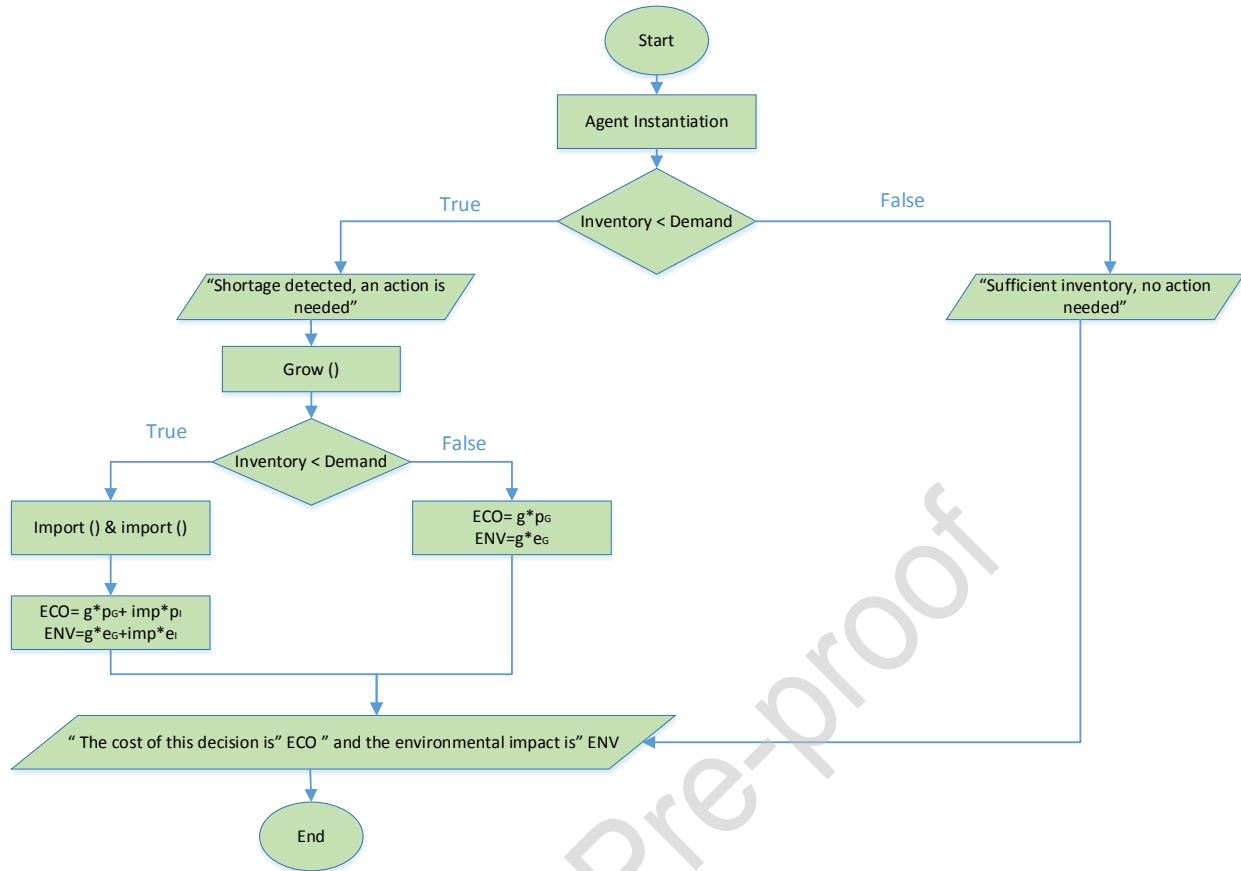 Start
Agent Instantiation
Inventory < Demand
True
False
“Shortage detected, an action is
needed”
“Sufficient inventory, no action
needed”
Grow ()
Inventory < Demand
True
False
Import () & import ()
ECO= g*pG
ENV=g*eG
ECO= g*pG+ imp*pI
ENV=g*eG+imp*eI
“ The cost of this decision is” ECO ” and the environmental impact is” ENV
End
Pre-proof